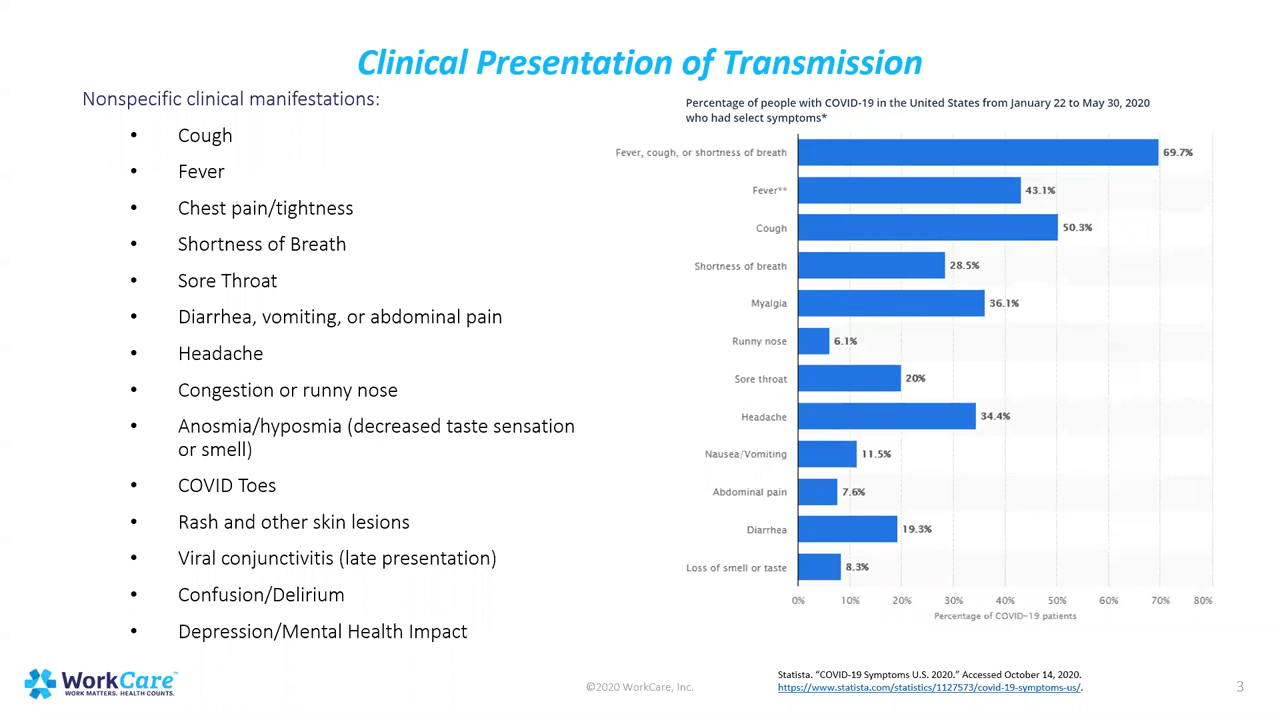 Clinical Presentation of Transmission
Nonspecific clinical manifestations:
• Cough
• Fever
• Chest pain/tightness
• Shortness of Breath
• Sore Throat
• Diarrhea, vomiting, or abdominal pain
• Headache
• Congestion or runny nose
• Anosmia/hyposmia (decreased taste sensation
or smell)
• COVID Toes
• Rash and other skin lesions
• Viral conjunctivitis (late presentation)
• Confusion/Delirium
• Depression/Mental Health Impact
Percentage of people with COVID-19 in the United States from January 22 to May 30, 2020
who had select symptoms*
Fever, cough, or shortness of breath 69.7%
Fever** 43.1%
Cough 50.3%
Shortness of breath 28.5%
Myalgia 36.1%
Runny nose 6.1%
Sore throat 20%
Headache 34.4%
Nausea/Vomiting 11.5%
Abdominal pain 7.6%
Diarrhea 19.3%
Loss of smell or taste 8.3%
0% 10% 20% 30% 40% 50% 60% 70% 80%
Percentage of COVID-19 patients
WorkCare™
WORK MATTERS. HEALTH COUNTS.
©2020 WorkCare, Inc.
Statista. “COVID-19 Symptoms U.S. 2020.” Accessed October 14, 2020.
https://www.statista.com/statistics/1127573/covid-19-symptoms-us/.
3